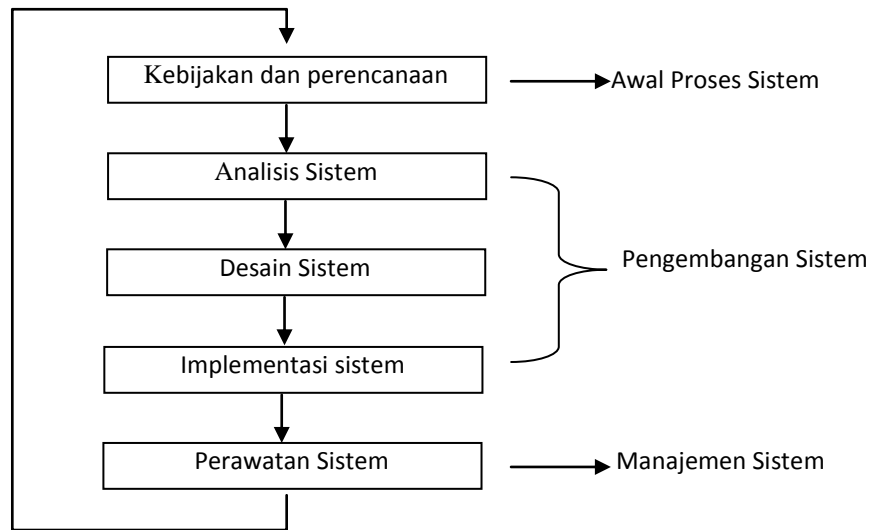 Kebijakan dan perencanaan
Awal Proses Sistem
Analisis Sistem
Desain Sistem
Pengembangan Sistem
Implementasi sistem
Perawatan Sistem
Manajemen Sistem